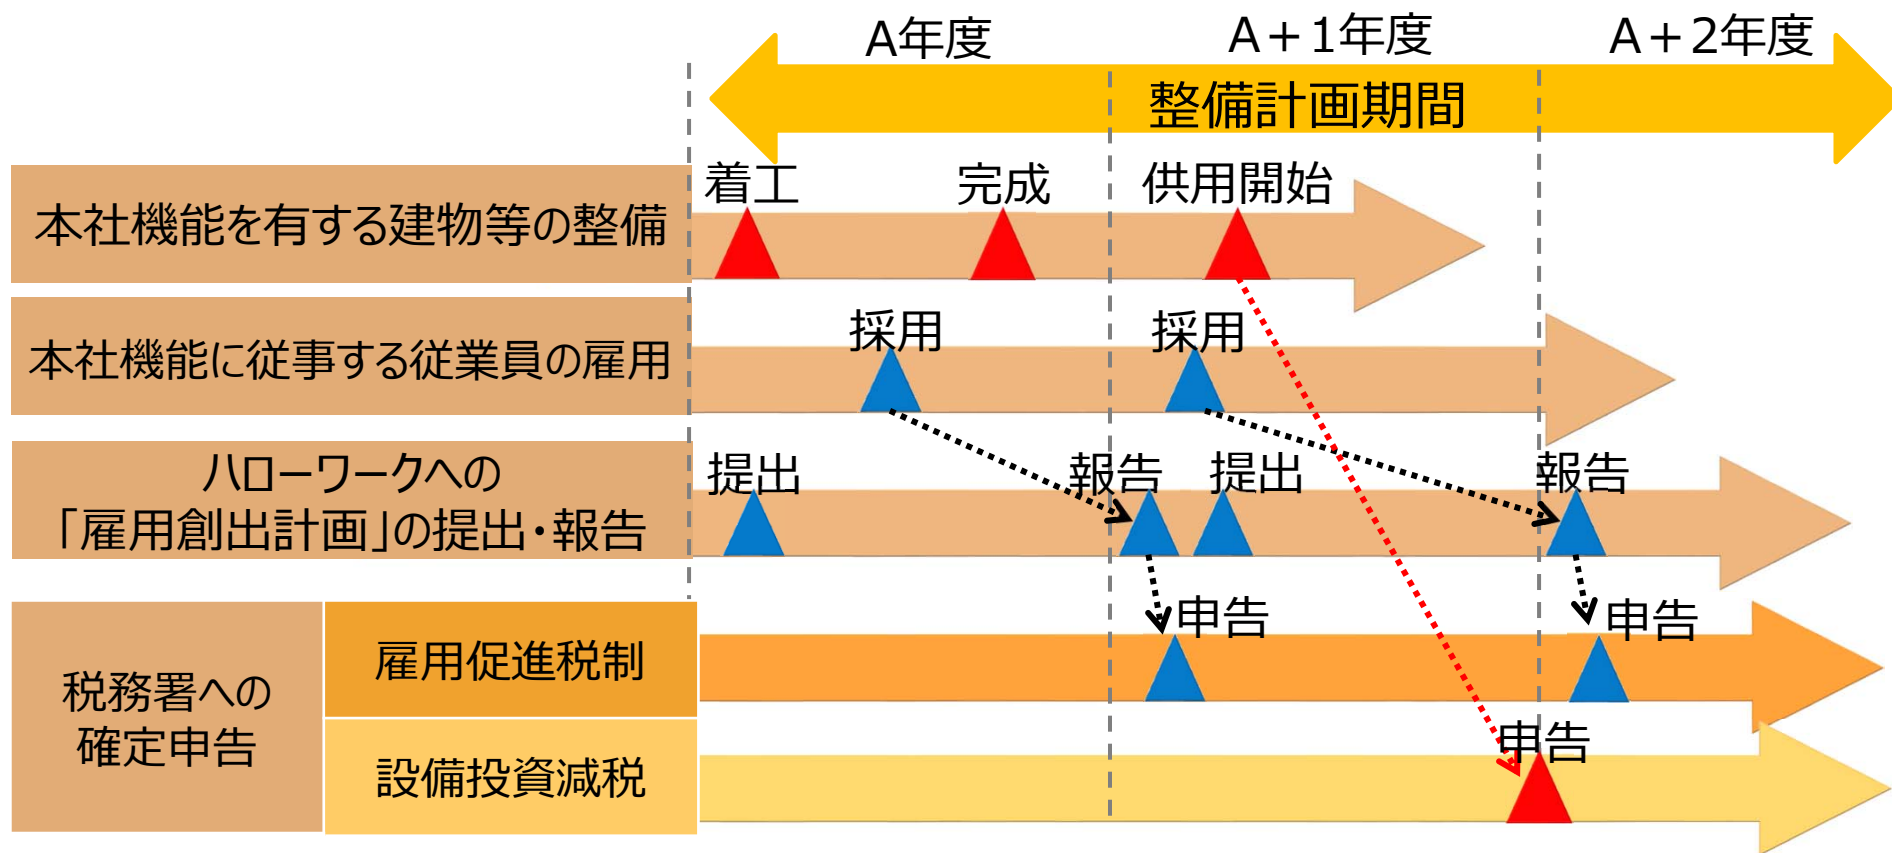 A年度
A+1年度
A+2年度
整備計画期間
本社機能を有する建物等の整備
着工
完成
供用開始
本社機能に従事する従業員の雇用
採用
採用
ハローワークへの
「雇用創出計画」の提出・報告
提出
報告
提出
報告
税務署への
確定申告
雇用促進税制
申告
申告
設備投資減税
申告